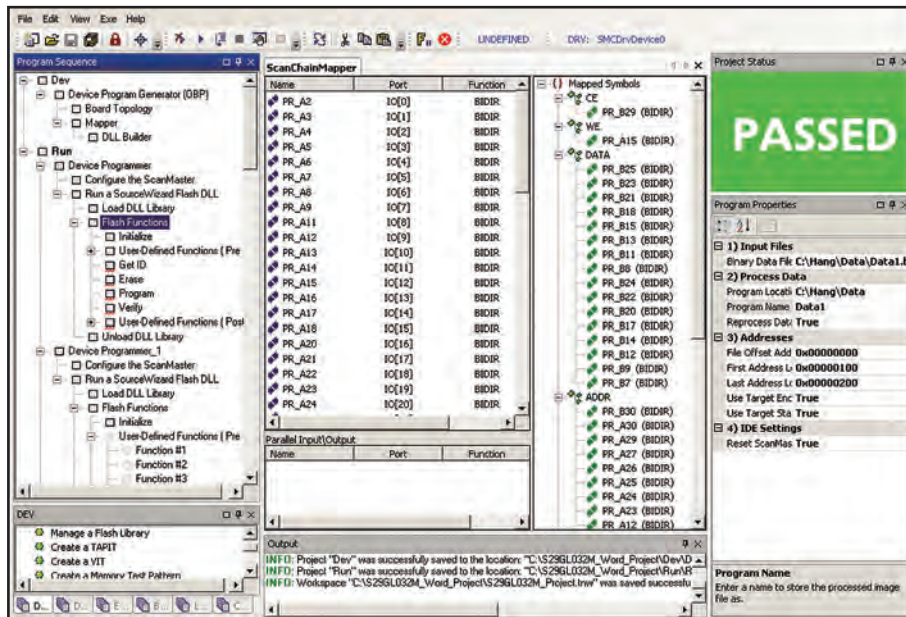 File Edit View Exe Help
UNDEFINED DRV: SMCDrvDevice0
Program Sequence
Dev
Device Program Generator (OBP)
Board Topology
Mapper
DLL Builder
Run
Device Programmer
Configure the ScanMaster
Run a SourceWizard Flash DLL
Load DLL Library
Flash Functions
Initialize
User-Defined Functions ( Pre
Get ID
Erase
Program
Verify
User-Defined Functions ( Post
Unload DLL Library
Device Programmer_1
Configure the ScanMaster
Run a SourceWizard Flash DLL
Load DLL Library
Flash Functions
Initialize
User-Defined Functions ( Pre
Function #1
Function #2
Function #3
DEV
Manage a Flash Library
Create a TAPIT
Create a VIT
Create a Memory Test Pattern
D... D... E... B... L... C...
ScanChainMapper
Name Port Function
PR_A2 IO[0] BIDIR
PR_A3 IO[1] BIDIR
PR_A4 IO[2] BIDIR
PR_A5 IO[3] BIDIR
PR_A6 IO[4] BIDIR
PR_A7 IO[5] BIDIR
PR_A8 IO[6] BIDIR
PR_A9 IO[7] BIDIR
PR_A11 IO[8] BIDIR
PR_A12 IO[9] BIDIR
PR_A13 IO[10] BIDIR
PR_A14 IO[11] BIDIR
PR_A15 IO[12] BIDIR
PR_A16 IO[13] BIDIR
PR_A17 IO[14] BIDIR
PR_A18 IO[15] BIDIR
PR_A20 IO[16] BIDIR
PR_A21 IO[17] BIDIR
PR_A22 IO[18] BIDIR
PR_A23 IO[19] BIDIR
PR_A24 IO[20] BIDIR
Parallel Input\Output
Name Port Function
Mapped Symbols
CE
PR_B29 (BIDIR)
WE
PR_A15 (BIDIR)
DATA
PR_B25 (BIDIR)
PR_B23 (BIDIR)
PR_B21 (BIDIR)
PR_B18 (BIDIR)
PR_B15 (BIDIR)
PR_B13 (BIDIR)
PR_B11 (BIDIR)
PR_B8 (BIDIR)
PR_B24 (BIDIR)
PR_B22 (BIDIR)
PR_B20 (BIDIR)
PR_B17 (BIDIR)
PR_B14 (BIDIR)
PR_B12 (BIDIR)
PR_B9 (BIDIR)
PR_B7 (BIDIR)
ADDR
PR_B30 (BIDIR)
PR_A30 (BIDIR)
PR_A29 (BIDIR)
PR_A27 (BIDIR)
PR_A26 (BIDIR)
PR_A25 (BIDIR)
PR_A24 (BIDIR)
PR_A23 (BIDIR)
PR_A12 (BIDIR)
Output
INFO: Project "Dev" was successfully saved to the location: "C:\S29GL032M_Word_Project\Dev\D
INFO: Project "Run" was successfully saved to the location: "C:\S29GL032M_Word_Project\Run\R
INFO: Workspace "C:\S29GL032M_Word_Project\S29GL032M_Project.lnw" was saved successfu
Project Status
PASSED
Program Properties
1) Input Files
Binary Data File C:\Hang\Data\Data1.b
2) Process Data
Program Locati C:\Hang\Data
Program Name Data1
Reprocess Data True
3) Addresses
File Offset Add 0x00000000
First Address Lo 0x00000100
Last Address Lo 0x00000200
Use Target Enc True
Use Target Sta True
4) IDE Settings
Reset ScanMas True
Program Name
Enter a name to store the processed image
file as.